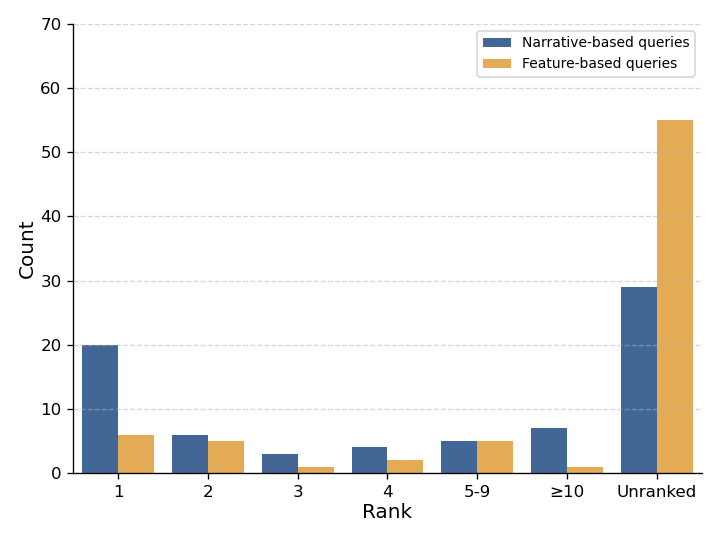 70
60
50
40
30
20
10
0
Count
Narrative-based queries
Feature-based queries
1 2 3 4 5-9 ≥10 Unranked
Rank